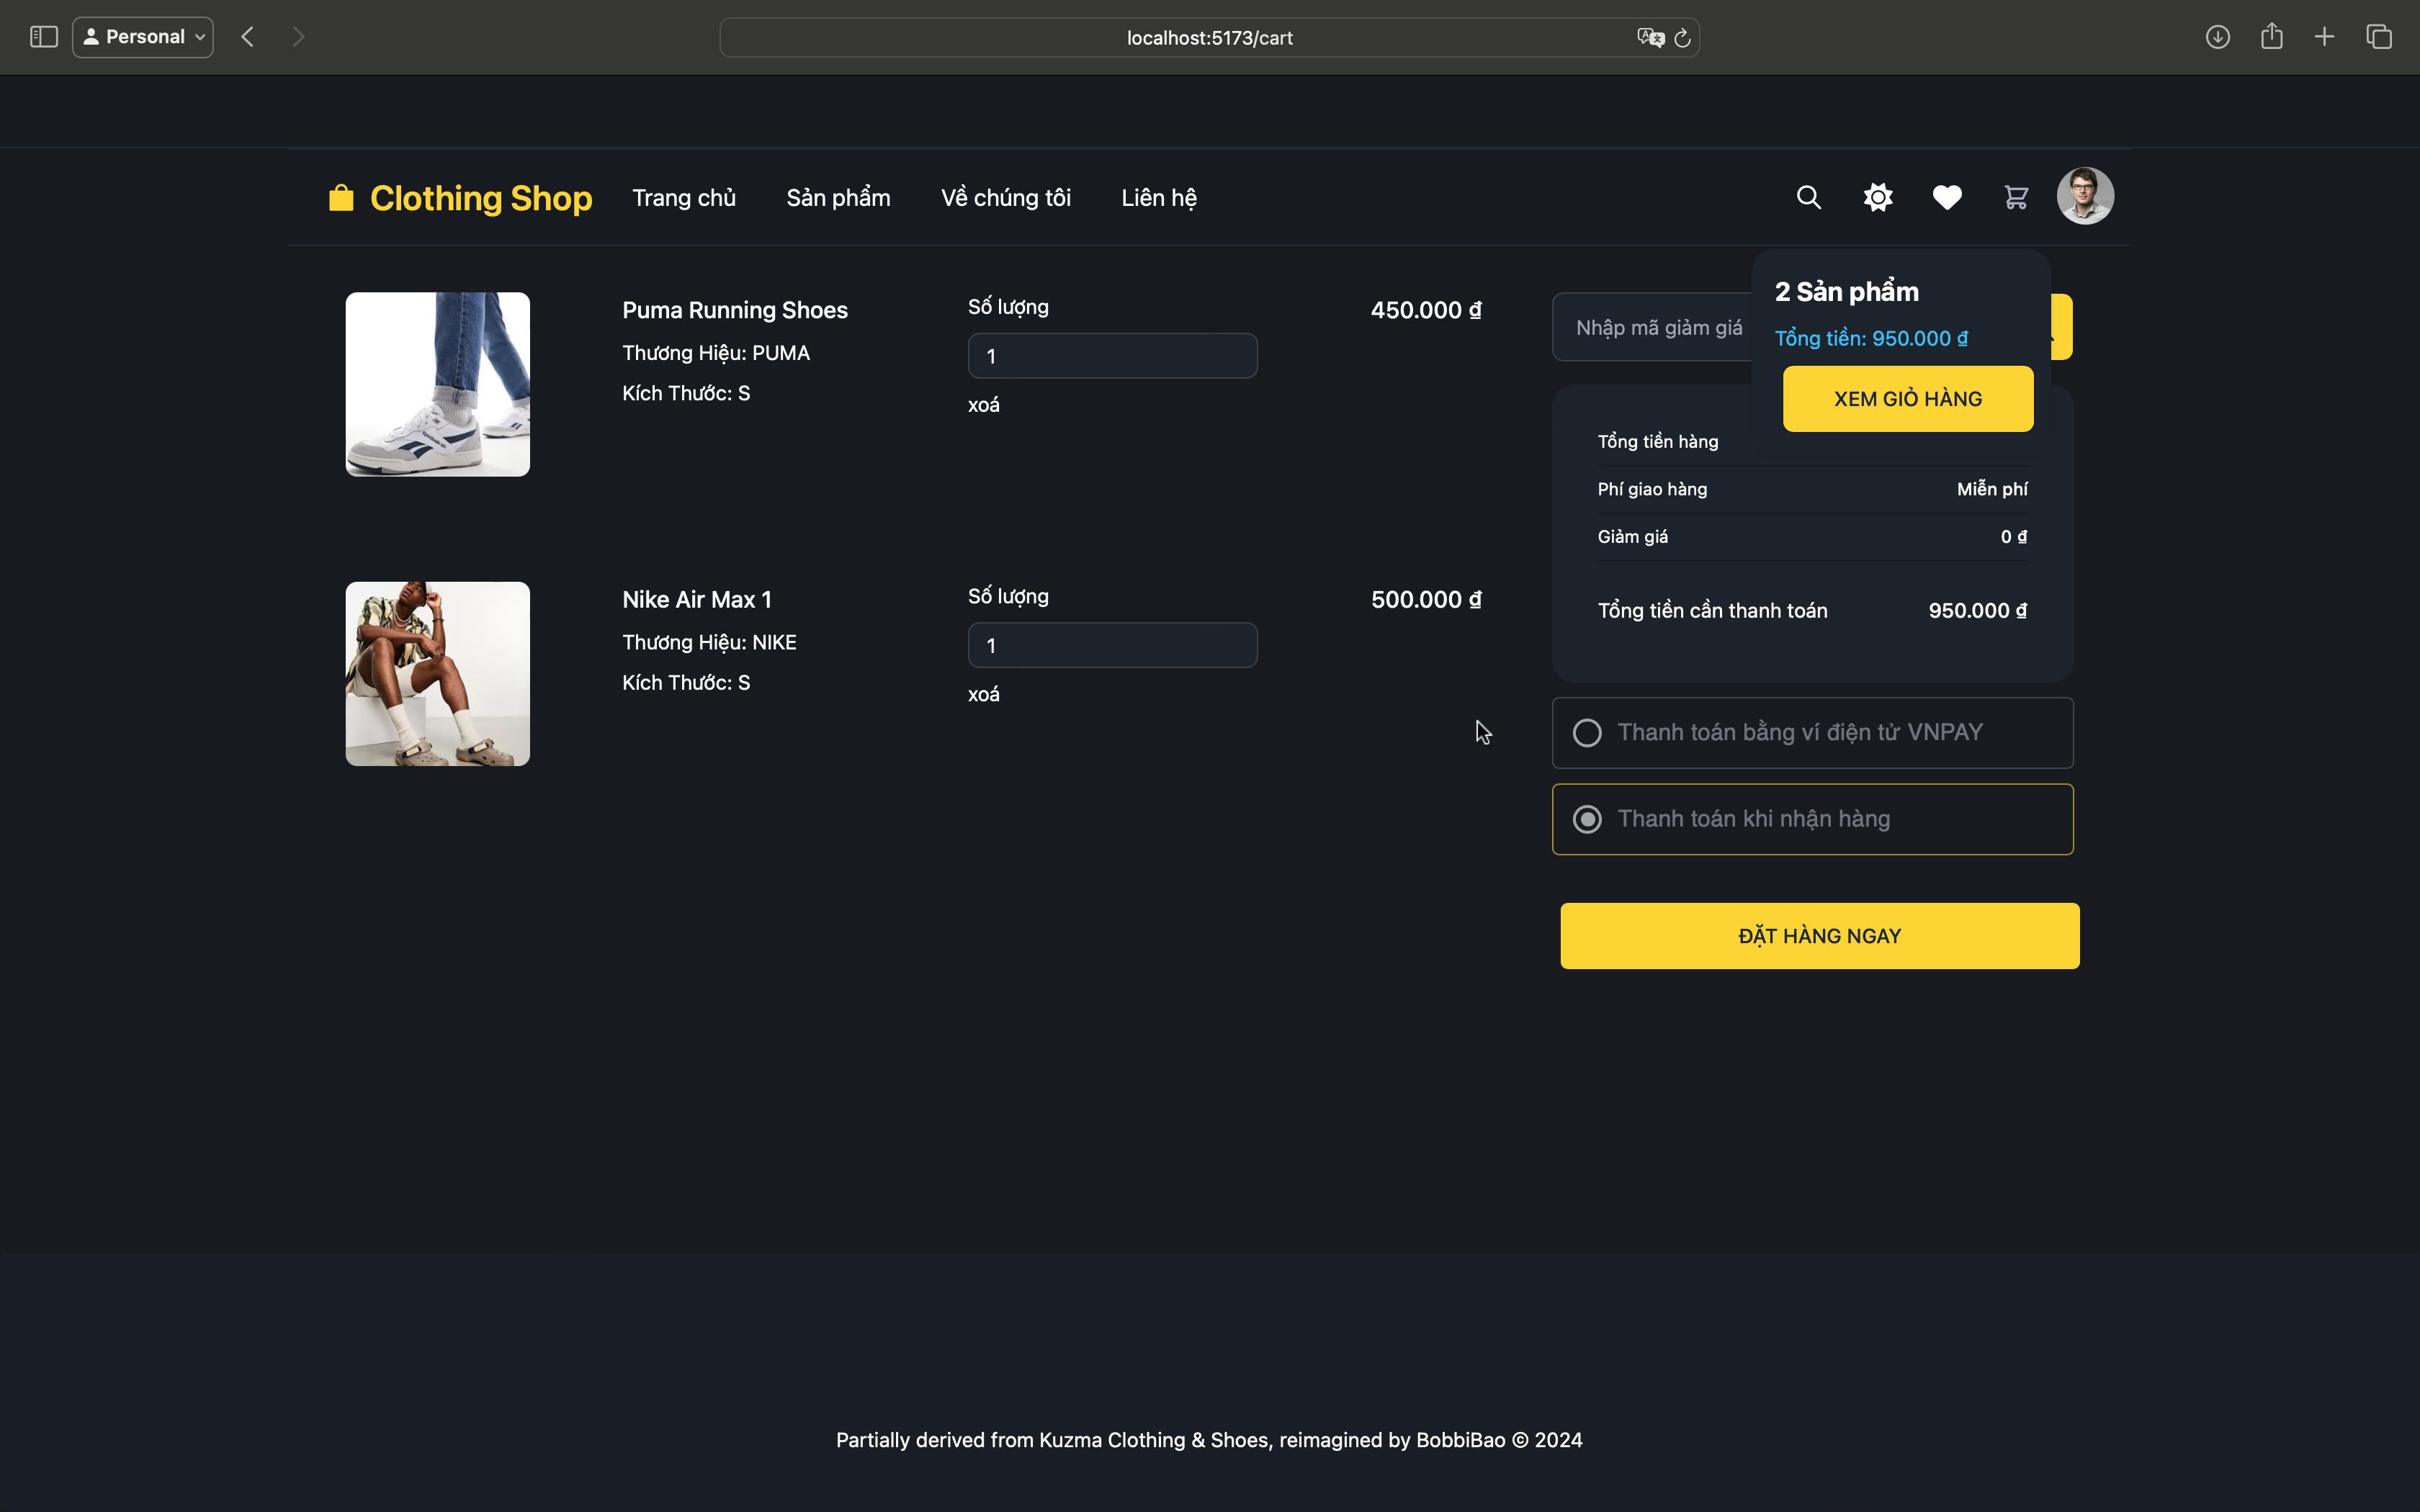 Personal
localhost:5173/cart
Clothing Shop
Trang chủ
Sản phẩm
Về chúng tôi
Liên hệ
Puma Running Shoes
Thương Hiệu: PUMA
Kích Thước: S
Số lượng
1
xoá
450.000 ₫
Nike Air Max 1
Thương Hiệu: NIKE
Kích Thước: S
Số lượng
1
xoá
500.000 ₫
2 Sản phẩm
Tổng tiền: 950.000 ₫
XEM GIỎ HÀNG
Nhập mã giảm giá
Tổng tiền hàng
Phí giao hàng Miễn phí
Giảm giá 0 ₫
Tổng tiền cần thanh toán 950.000 ₫
Thanh toán bằng ví điện tử VNPAY
Thanh toán khi nhận hàng
ĐẶT HÀNG NGAY
Partially derived from Kuzma Clothing & Shoes, reimagined by BobbiBao © 2024